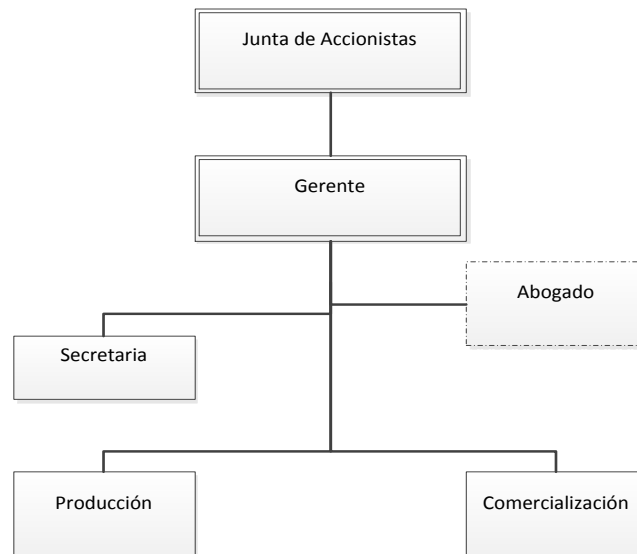 Junta de Accionistas
Gerente
Abogado
Secretaria
Producción
Comercialización